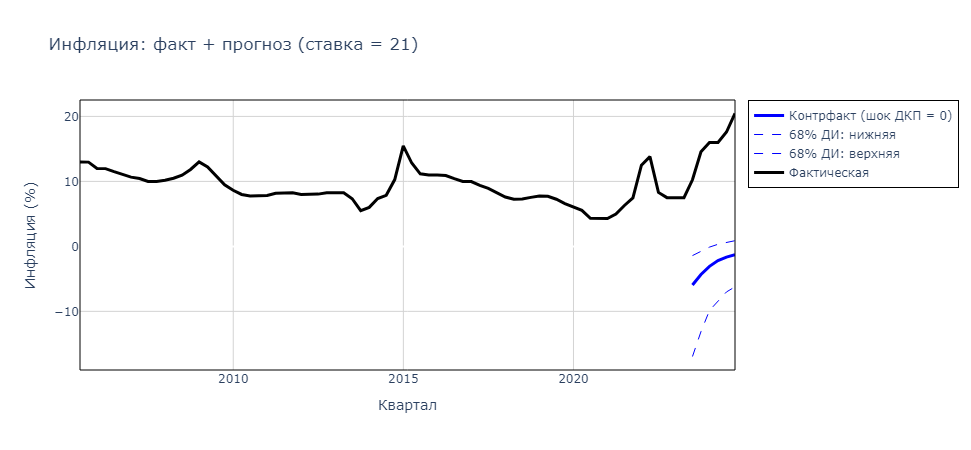 Инфляция: факт + прогноз (ставка = 21)
Контрфакт (шок ДКП = 0)
68% ДИ: нижняя
68% ДИ: верхняя
Фактическая
Инфляция (%)
20
10
0
−10
2010
2015
2020
Квартал